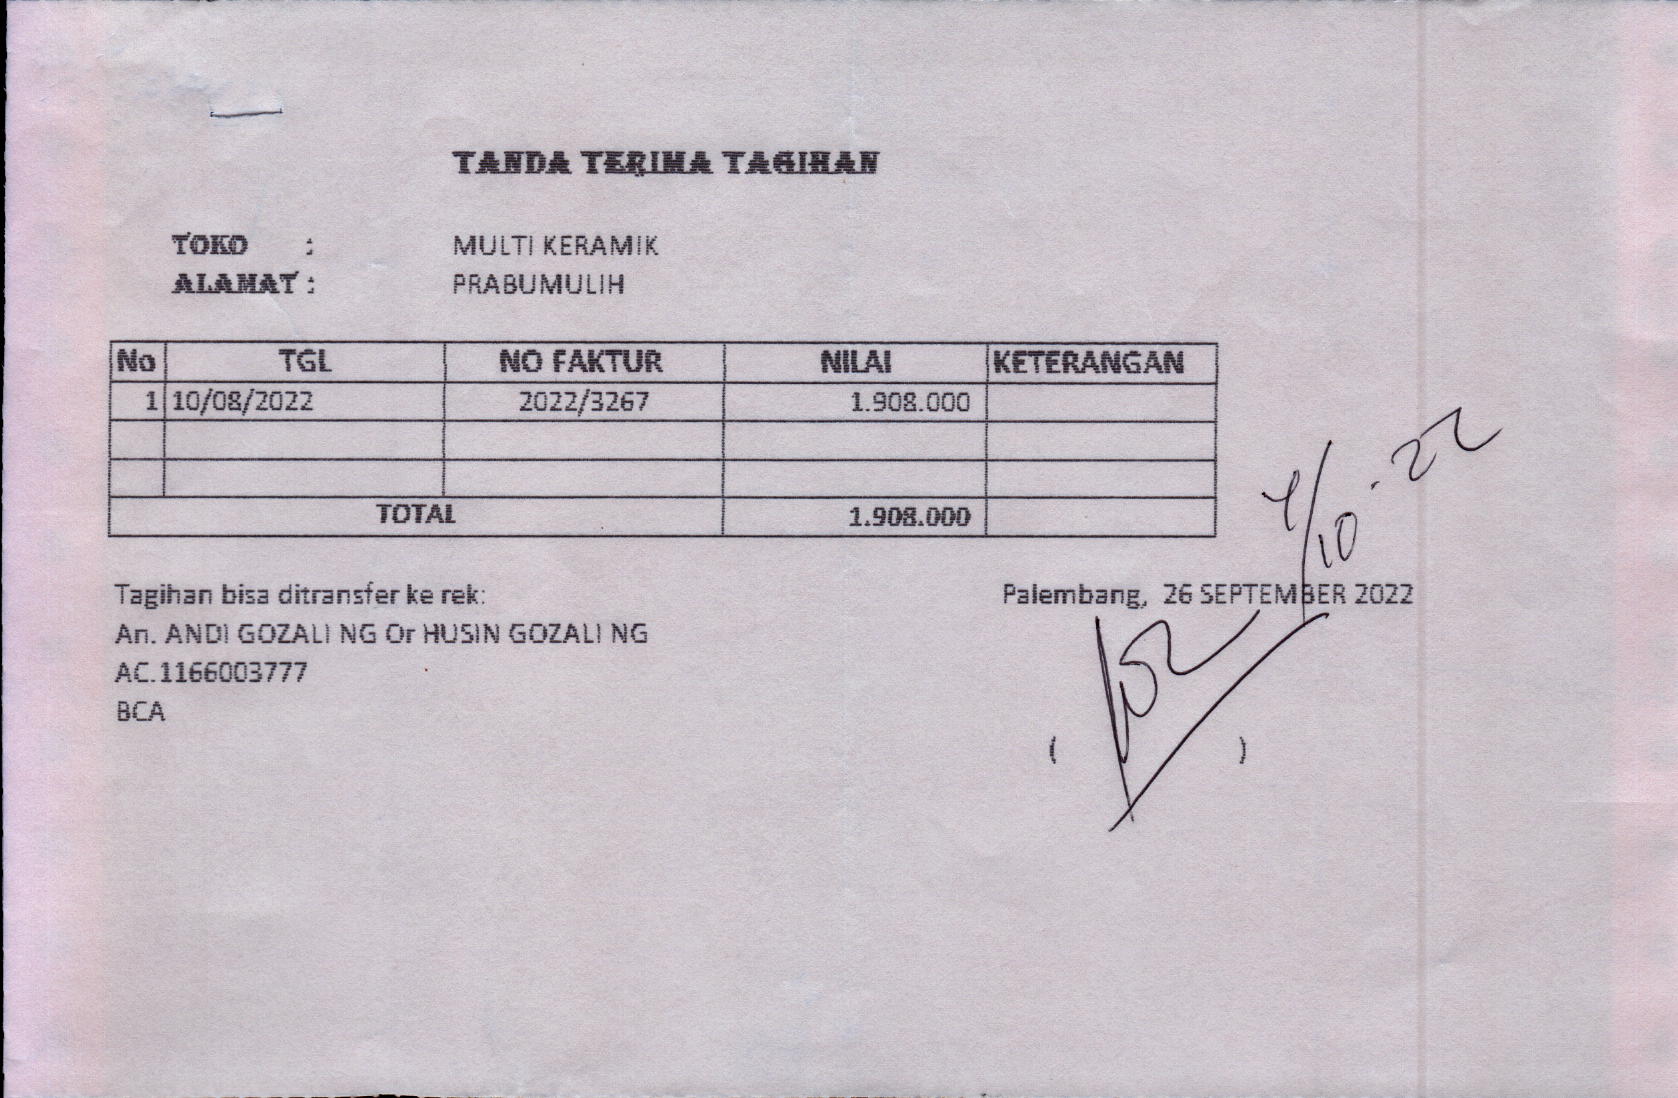 TANDA TERIMA TAGIHAN
TOKO : MULTI KERAMIK
ALAMAT : PRABUMULIH
No TGL NO FAKTUR NILAI KETERANGAN
1 10/08/2022 2022/3267 1.908.000
TOTAL 1.908.000
/10 - 22
Tagihan bisa ditransfer ke rek: Palembang, 26 SEPTEMBER 2022
An. ANDI GOZALI NG Or HUSIN GOZALI NG
AC.1166003777
BCA
( )